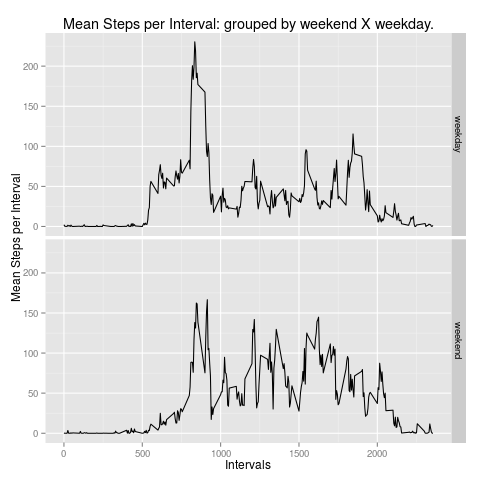 Mean Steps per Interval: grouped by weekend X weekday.
Mean Steps per Interval
200
150
100
50
0
weekday
200
150
100
50
0
weekend
0 500 1000 1500 2000
Intervals